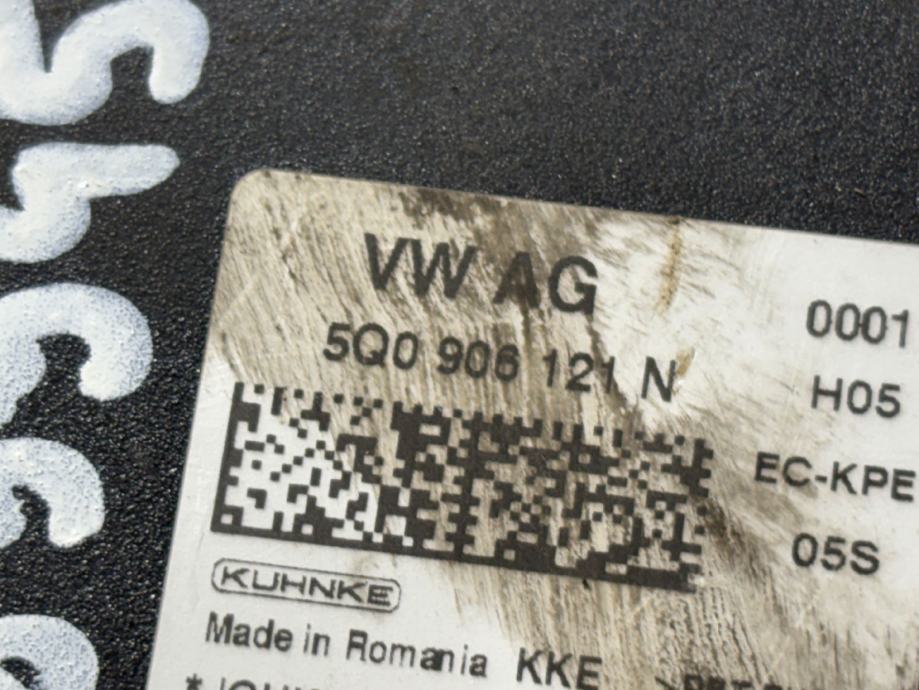 VW AG
5Q0 906 121 N
0001
H05
EC-KPE
05S
KUHNKE
Made in Romania KKE